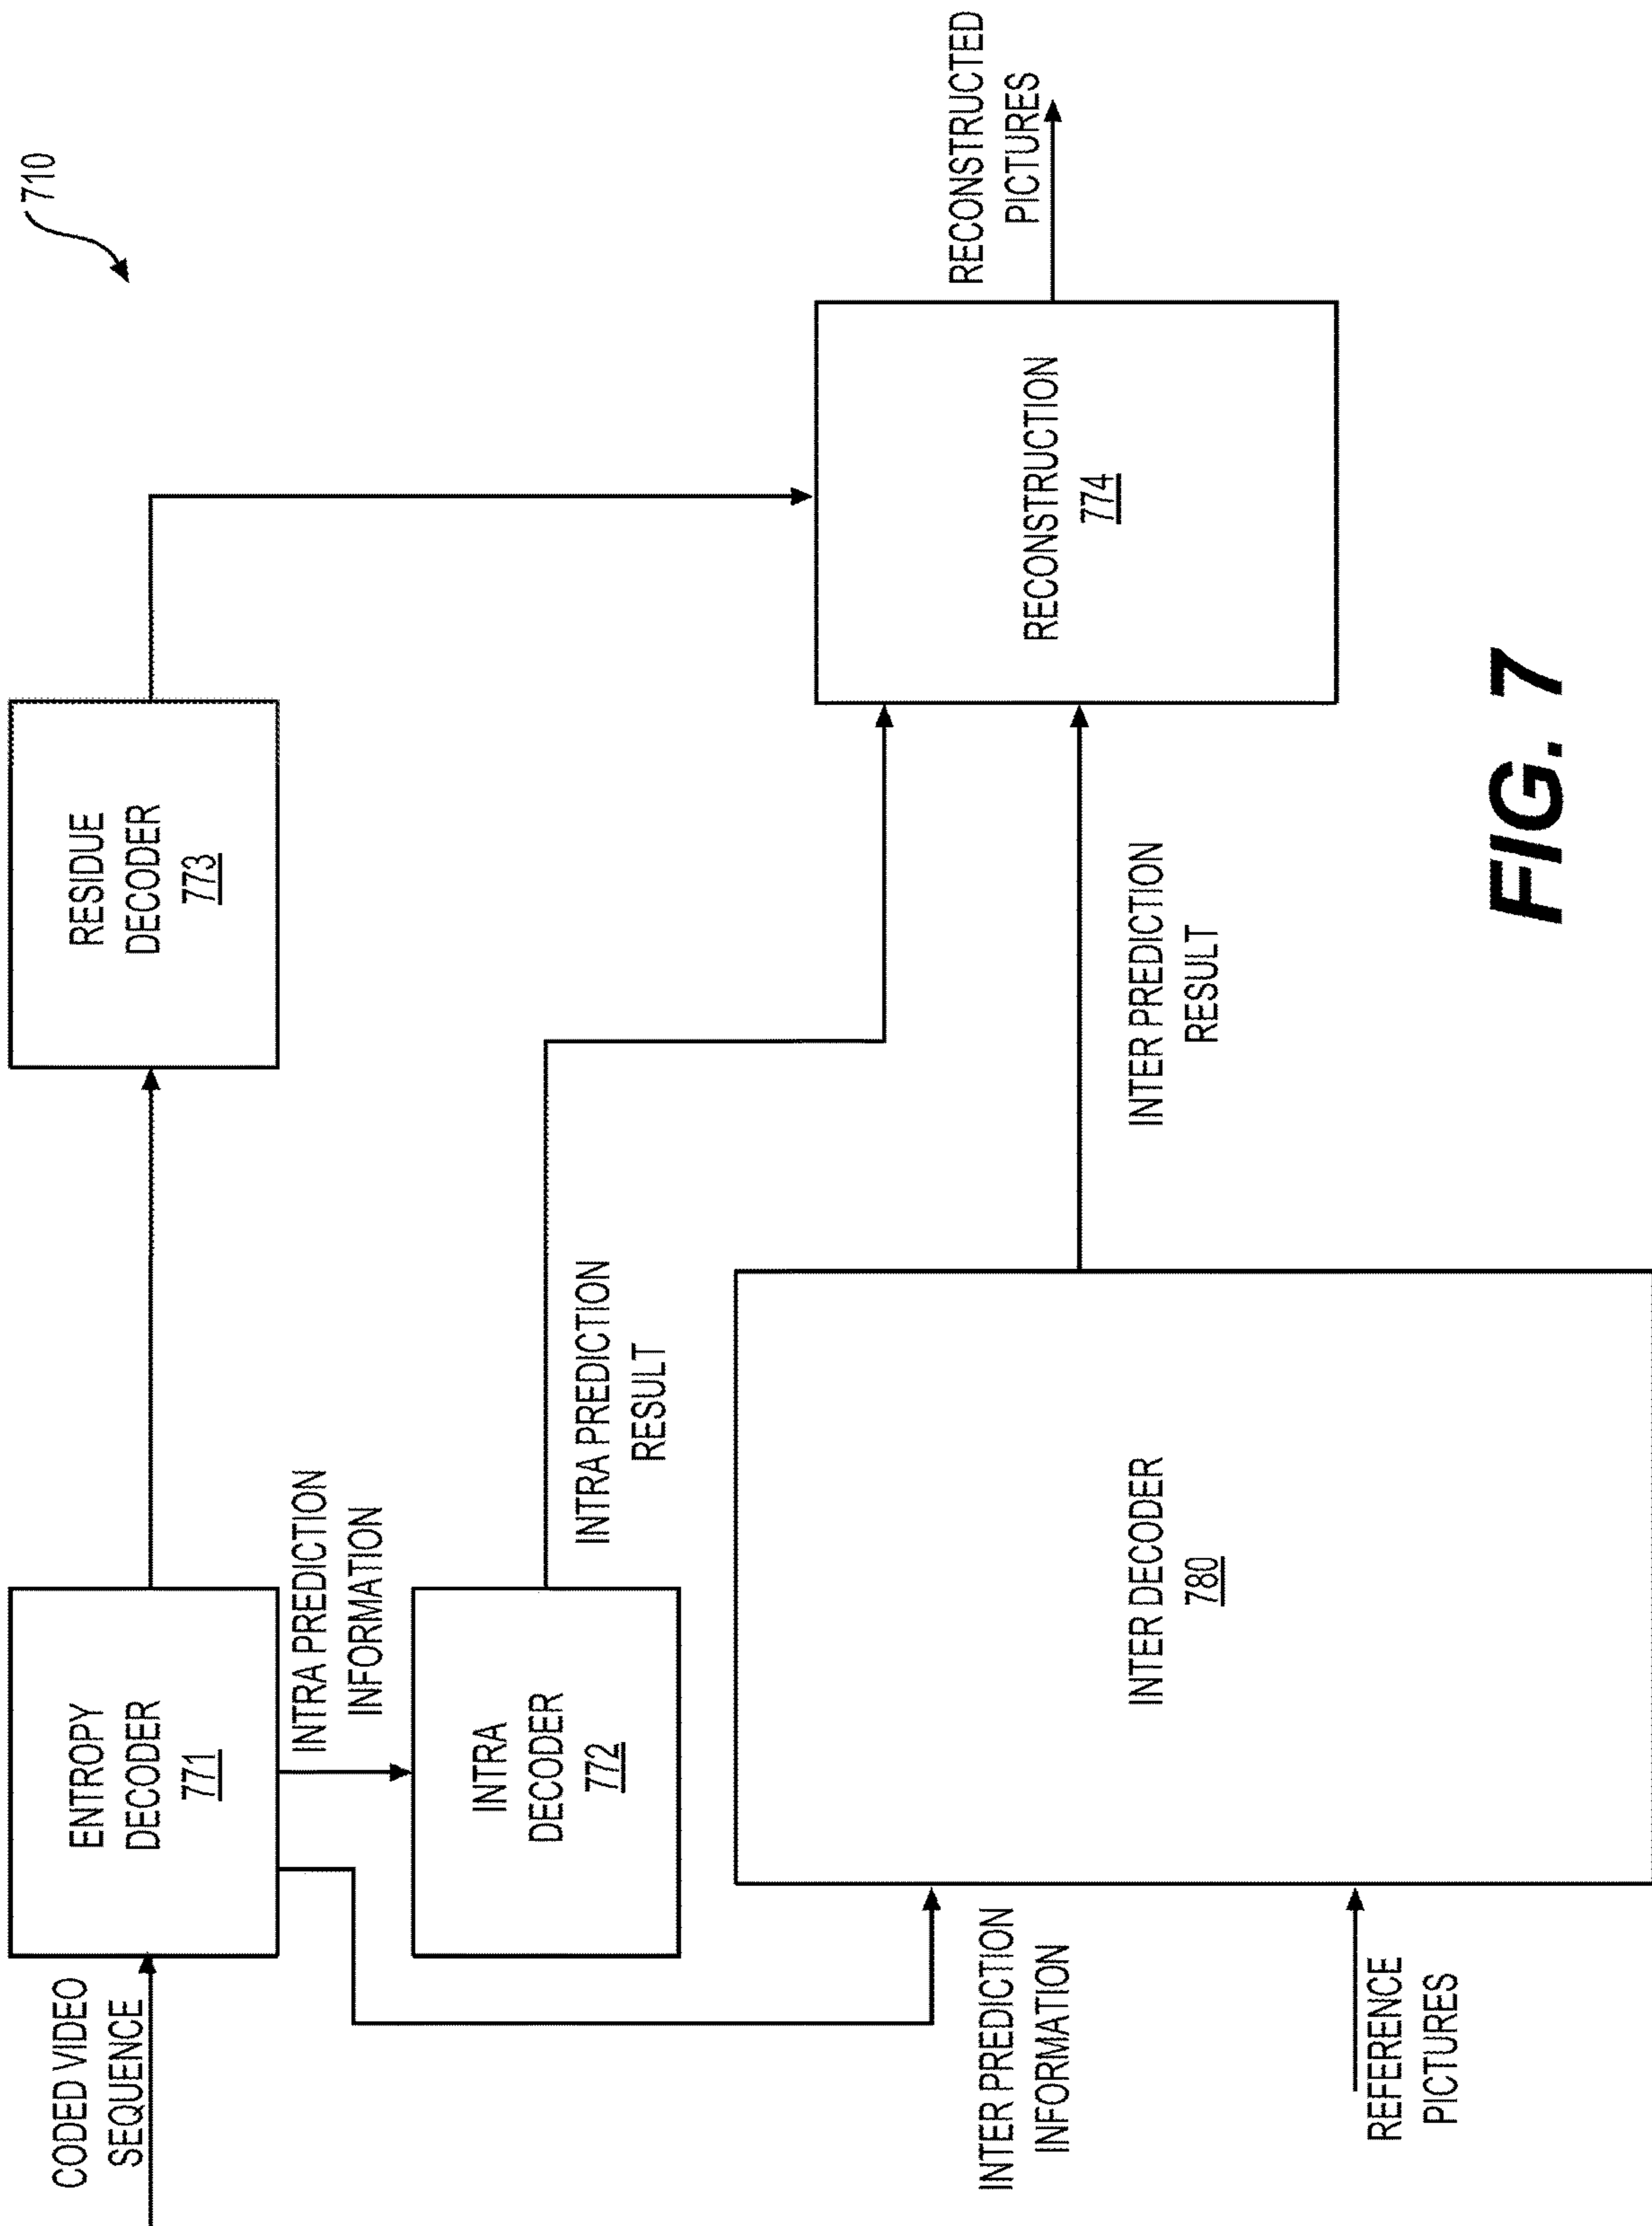 710
CODED VIDEO
SEQUENCE
ENTROPY
DECODER
771
RESIDUE
DECODER
773
INTRA PREDICTION
INFORMATION
INTRA
DECODER
772
INTRA PREDICTION
RESULT
RECONSTRUCTED
PICTURES
RECONSTRUCTION
774
INTER PREDICTION
INFORMATION
INTER DECODER
780
INTER PREDICTION
RESULT
REFERENCE
PICTURES
FIG. 7